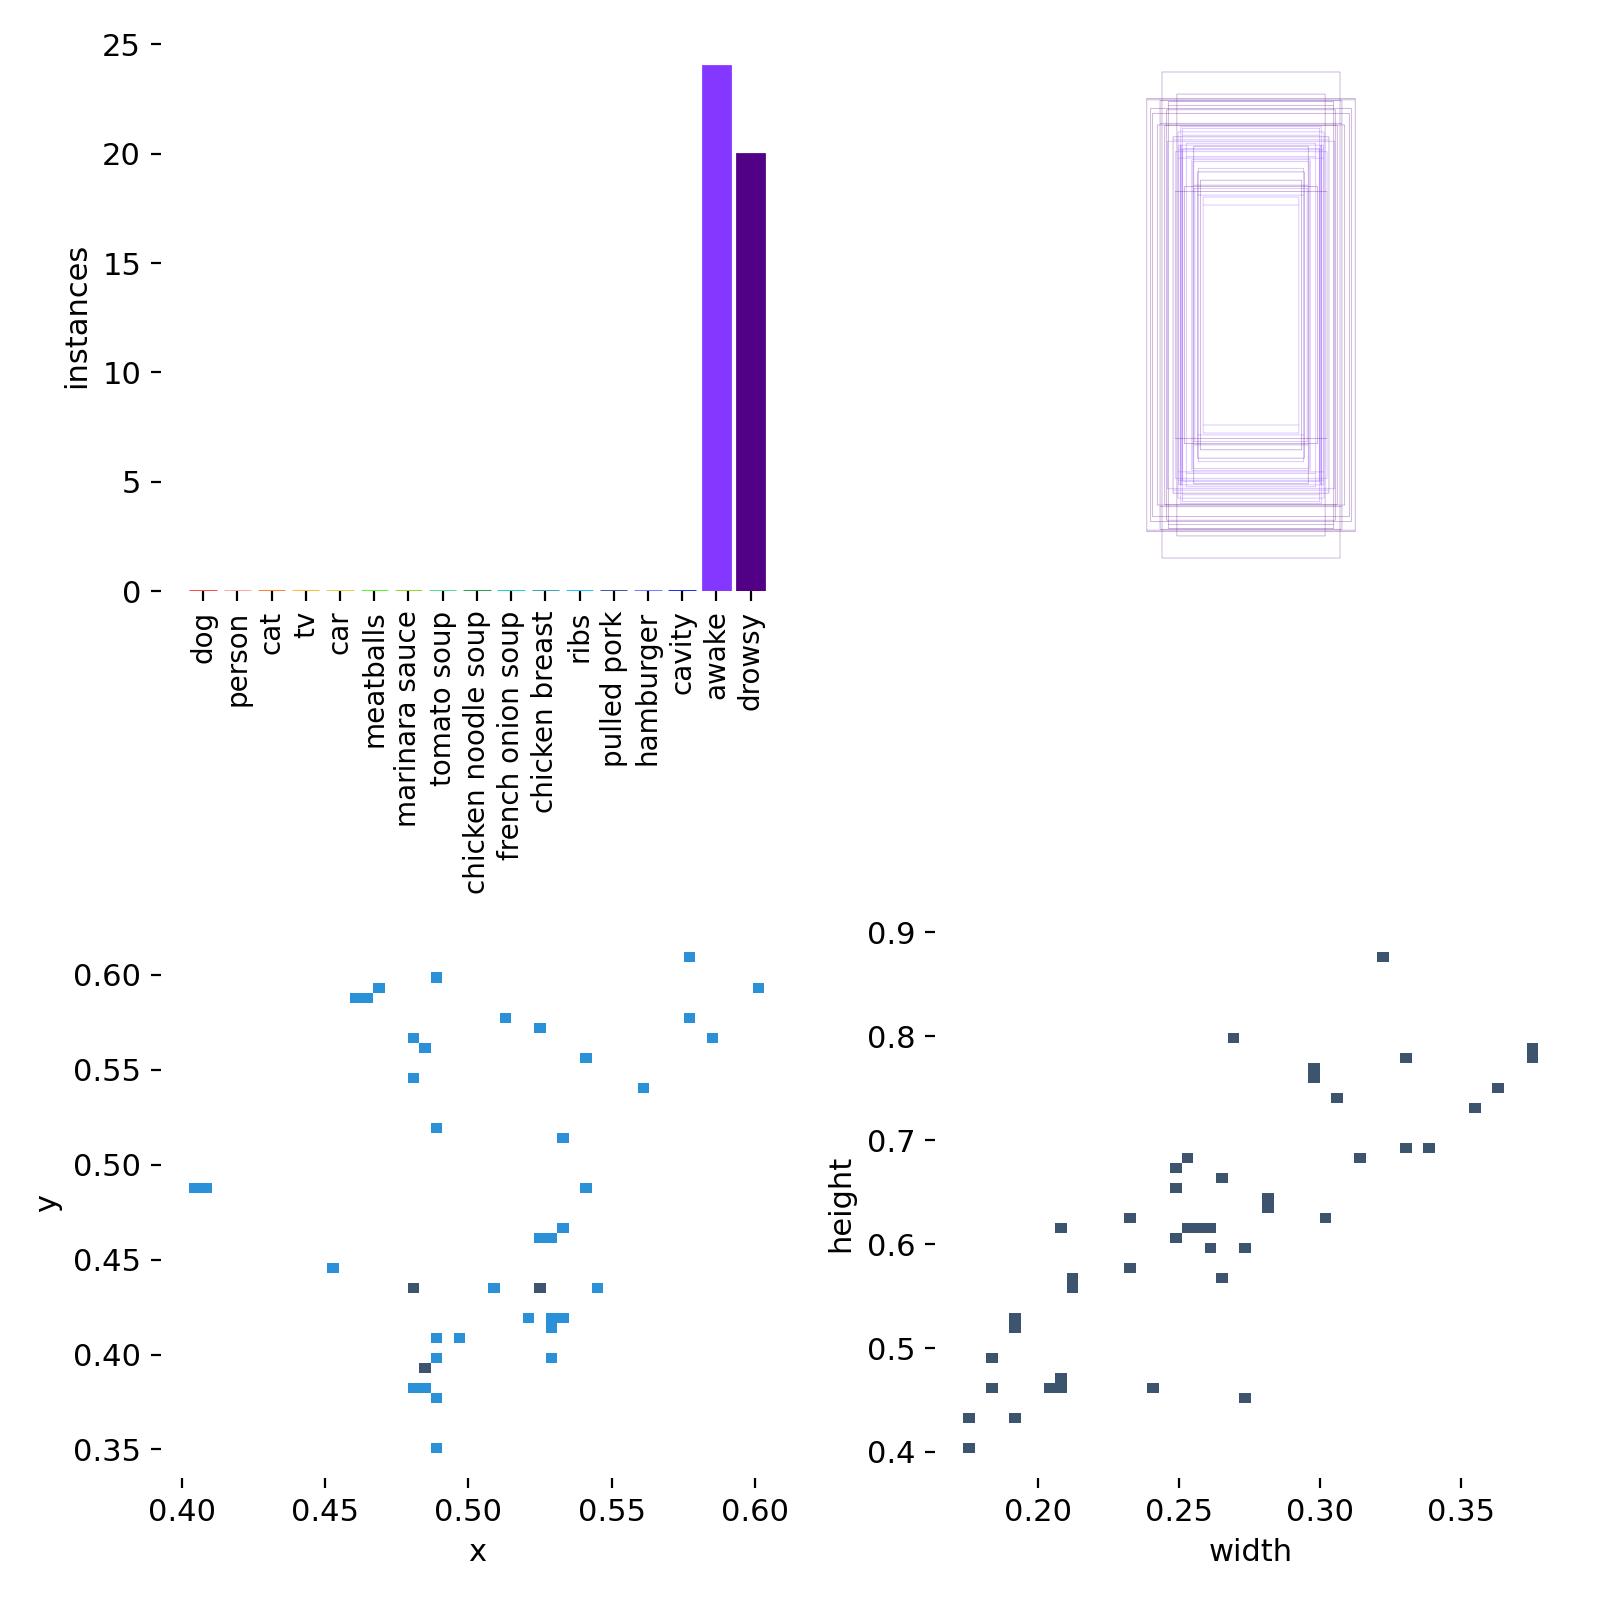 25
20
15
10
5
0
instances
dog
person
cat
tv
car
meatballs
marinara sauce
tomato soup
chicken noodle soup
french onion soup
chicken breast
ribs
pulled pork
hamburger
cavity
awake
drowsy
0.60
0.55
0.50
0.45
0.40
0.35
y
0.40 0.45 0.50 0.55 0.60
x
0.9
0.8
0.7
0.6
0.5
0.4
height
0.20 0.25 0.30 0.35
width